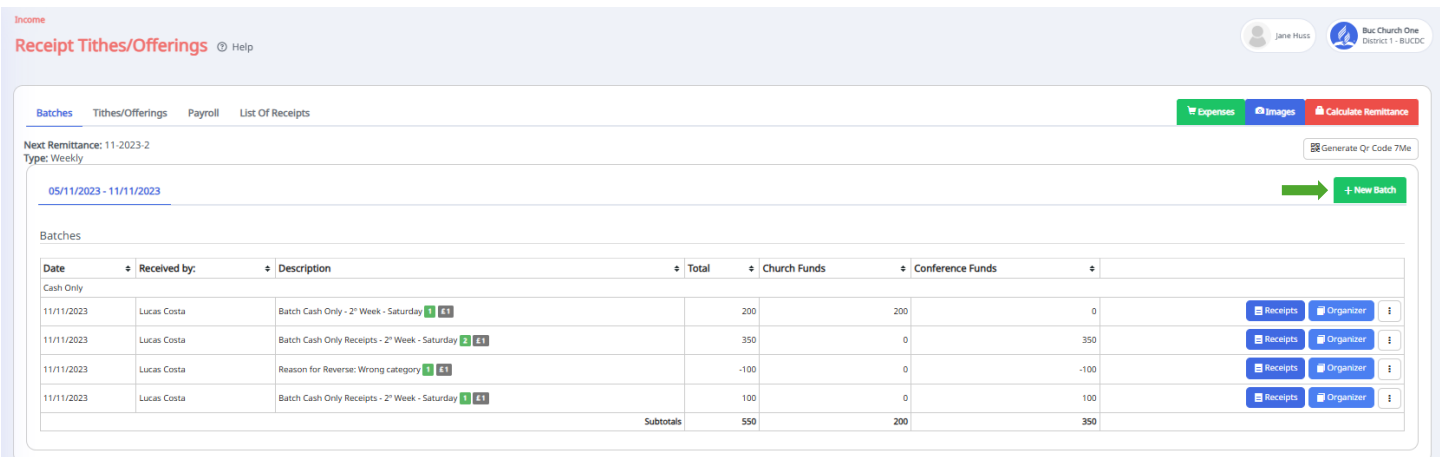 Income
Receipt Tithes/Offerings Help
Jane Huss
Buc Church One
District 1 - BUCDC
Batches Tithes/Offerings Payroll List Of Receipts
Expenses Images Calculate Remittance
Next Remittance: 11-2023-2
Type: Weekly
Generate Qr Code 7Me
05/11/2023 - 11/11/2023
+ New Batch
Batches
Date Received by: Description Total Church Funds Conference Funds
Cash Only
11/11/2023 Lucas Costa Batch Cash Only - 2º Week - Saturday 1 £1 200 200 0 Receipts Organizer
11/11/2023 Lucas Costa Batch Cash Only Receipts - 2º Week - Saturday 2 £1 350 0 350 Receipts Organizer
11/11/2023 Lucas Costa Reason for Reverse: Wrong category 1 £1 -100 0 -100 Receipts Organizer
11/11/2023 Lucas Costa Batch Cash Only Receipts - 2º Week - Saturday 1 £1 100 0 100 Receipts Organizer
Subtotals 550 200 350